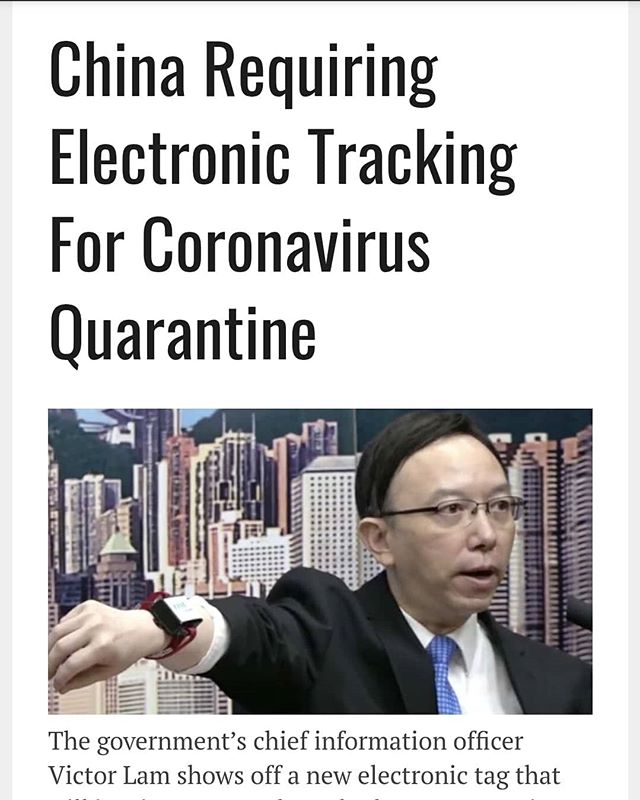 China Requiring
Electronic Tracking
For Coronavirus
Quarantine
The government's chief information officer
Victor Lam shows off a new electronic tag that